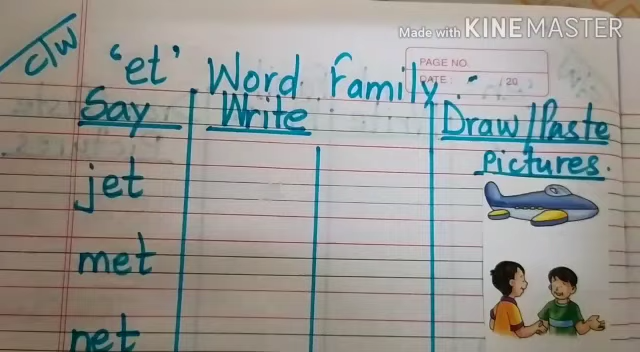 Made with KINEMASTER
C/W
PAGE NO.
DATE : / 20
'et' Word Family.
Say Write Draw/Paste
Pictures.
jet
met
net